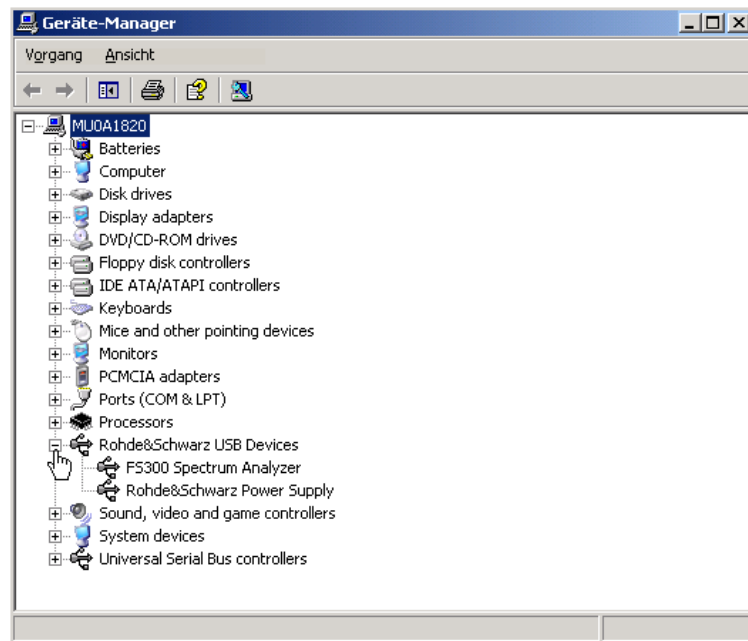 Geräte-Manager
Vorgang Ansicht
MU0A1820
Batteries
Computer
Disk drives
Display adapters
DVD/CD-ROM drives
Floppy disk controllers
IDE ATA/ATAPI controllers
Keyboards
Mice and other pointing devices
Monitors
PCMCIA adapters
Ports (COM & LPT)
Processors
Rohde&Schwarz USB Devices
FS300 Spectrum Analyzer
Rohde&Schwarz Power Supply
Sound, video and game controllers
System devices
Universal Serial Bus controllers